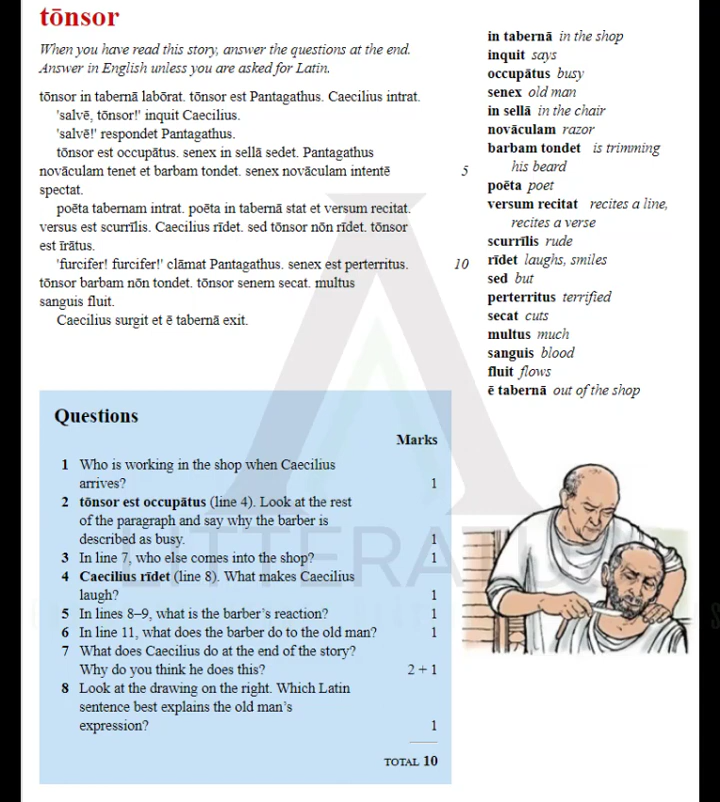 tōnsor
When you have read this story, answer the questions at the end.
Answer in English unless you are asked for Latin.
tōnsor in tabernā labōrat. tōnsor est Pantagathus. Caecilius intrat.
'salvē, tōnsor!' inquit Caecilius.
'salvē!' respondet Pantagathus.
tōnsor est occupātus. senex in sellā sedet. Pantagathus
novāculam tenet et barbam tondet. senex novāculam intentē 5
spectat.
poēta tabernam intrat. poēta in tabernā stat et versum recitat.
versus est scurrīlis. Caecilius rīdet. sed tōnsor nōn rīdet. tōnsor
est īrātus.
'furcifer! furcifer!' clāmat Pantagathus. senex est perterritus. 10
tōnsor barbam nōn tondet. tōnsor senem secat. multus
sanguis fluit.
Caecilius surgit et ē tabernā exit.
in tabernā in the shop
inquit says
occupātus busy
senex old man
in sellā in the chair
novāculam razor
barbam tondet is trimming
his beard
poēta poet
versum recitat recites a line,
recites a verse
scurrīlis rude
rīdet laughs, smiles
sed but
perterritus terrified
secat cuts
multus much
sanguis blood
fluit flows
ē tabernā out of the shop
Questions
Marks
1 Who is working in the shop when Caecilius
arrives? 1
2 tōnsor est occupātus (line 4). Look at the rest
of the paragraph and say why the barber is
described as busy. 1
3 In line 7, who else comes into the shop? 1
4 Caecilius rīdet (line 8). What makes Caecilius
laugh? 1
5 In lines 8–9, what is the barber's reaction? 1
6 In line 11, what does the barber do to the old man? 1
7 What does Caecilius do at the end of the story?
Why do you think he does this? 2 + 1
8 Look at the drawing on the right. Which Latin
sentence best explains the old man's
expression? 1
TOTAL 10